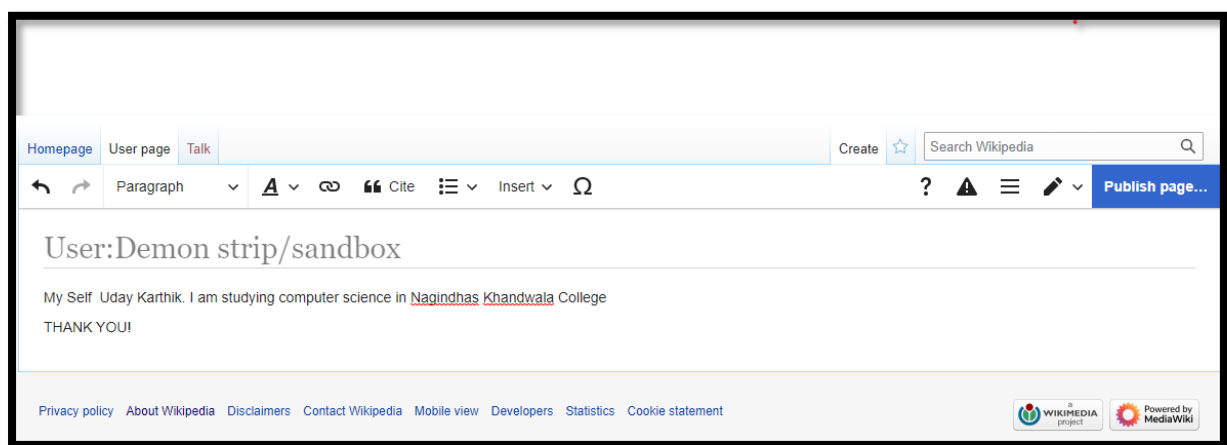 Homepage User page Talk Create Search Wikipedia
Paragraph A Cite Insert Ω ? Publish page...
User:Demon strip/sandbox
My Self Uday Karthik. I am studying computer science in Nagindhas Khandwala College
THANK YOU!
Privacy policy About Wikipedia Disclaimers Contact Wikipedia Mobile view Developers Statistics Cookie statement
a
WIKIMEDIA
project
Powered by
MediaWiki